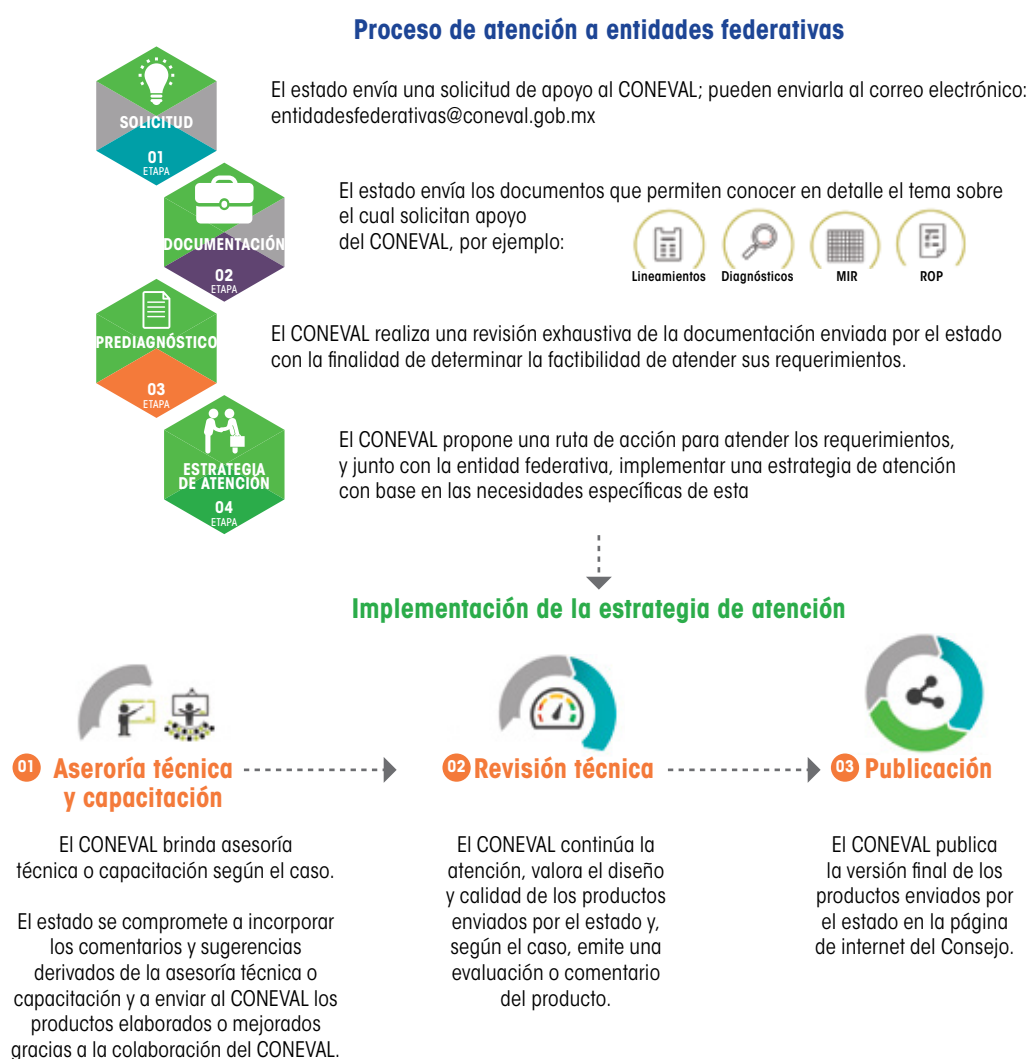 Proceso de atención a entidades federativas
SOLICITUD
01
ETAPA
El estado envía una solicitud de apoyo al CONEVAL; pueden enviarla al correo electrónico:
entidadesfederativas@coneval.gob.mx
DOCUMENTACIÓN
02
ETAPA
El estado envía los documentos que permiten conocer en detalle el tema sobre
el cual solicitan apoyo
del CONEVAL, por ejemplo:
Lineamientos
Diagnósticos
MIR
ROP
PREDIAGNÓSTICO
03
ETAPA
El CONEVAL realiza una revisión exhaustiva de la documentación enviada por el estado
con la finalidad de determinar la factibilidad de atender sus requerimientos.
ESTRATEGIA
DE ATENCIÓN
04
ETAPA
El CONEVAL propone una ruta de acción para atender los requerimientos,
y junto con la entidad federativa, implementar una estrategia de atención
con base en las necesidades específicas de esta
Implementación de la estrategia de atención
01 Aseroría técnica
y capacitación
El CONEVAL brinda asesoría
técnica o capacitación según el caso.
El estado se compromete a incorporar
los comentarios y sugerencias
derivados de la asesoría técnica o
capacitación y a enviar al CONEVAL los
productos elaborados o mejorados
gracias a la colaboración del CONEVAL.
02 Revisión técnica
El CONEVAL continúa la
atención, valora el diseño
y calidad de los productos
enviados por el estado y,
según el caso, emite una
evaluación o comentario
del producto.
03 Publicación
El CONEVAL publica
la versión final de los
productos enviados por
el estado en la página
de internet del Consejo.